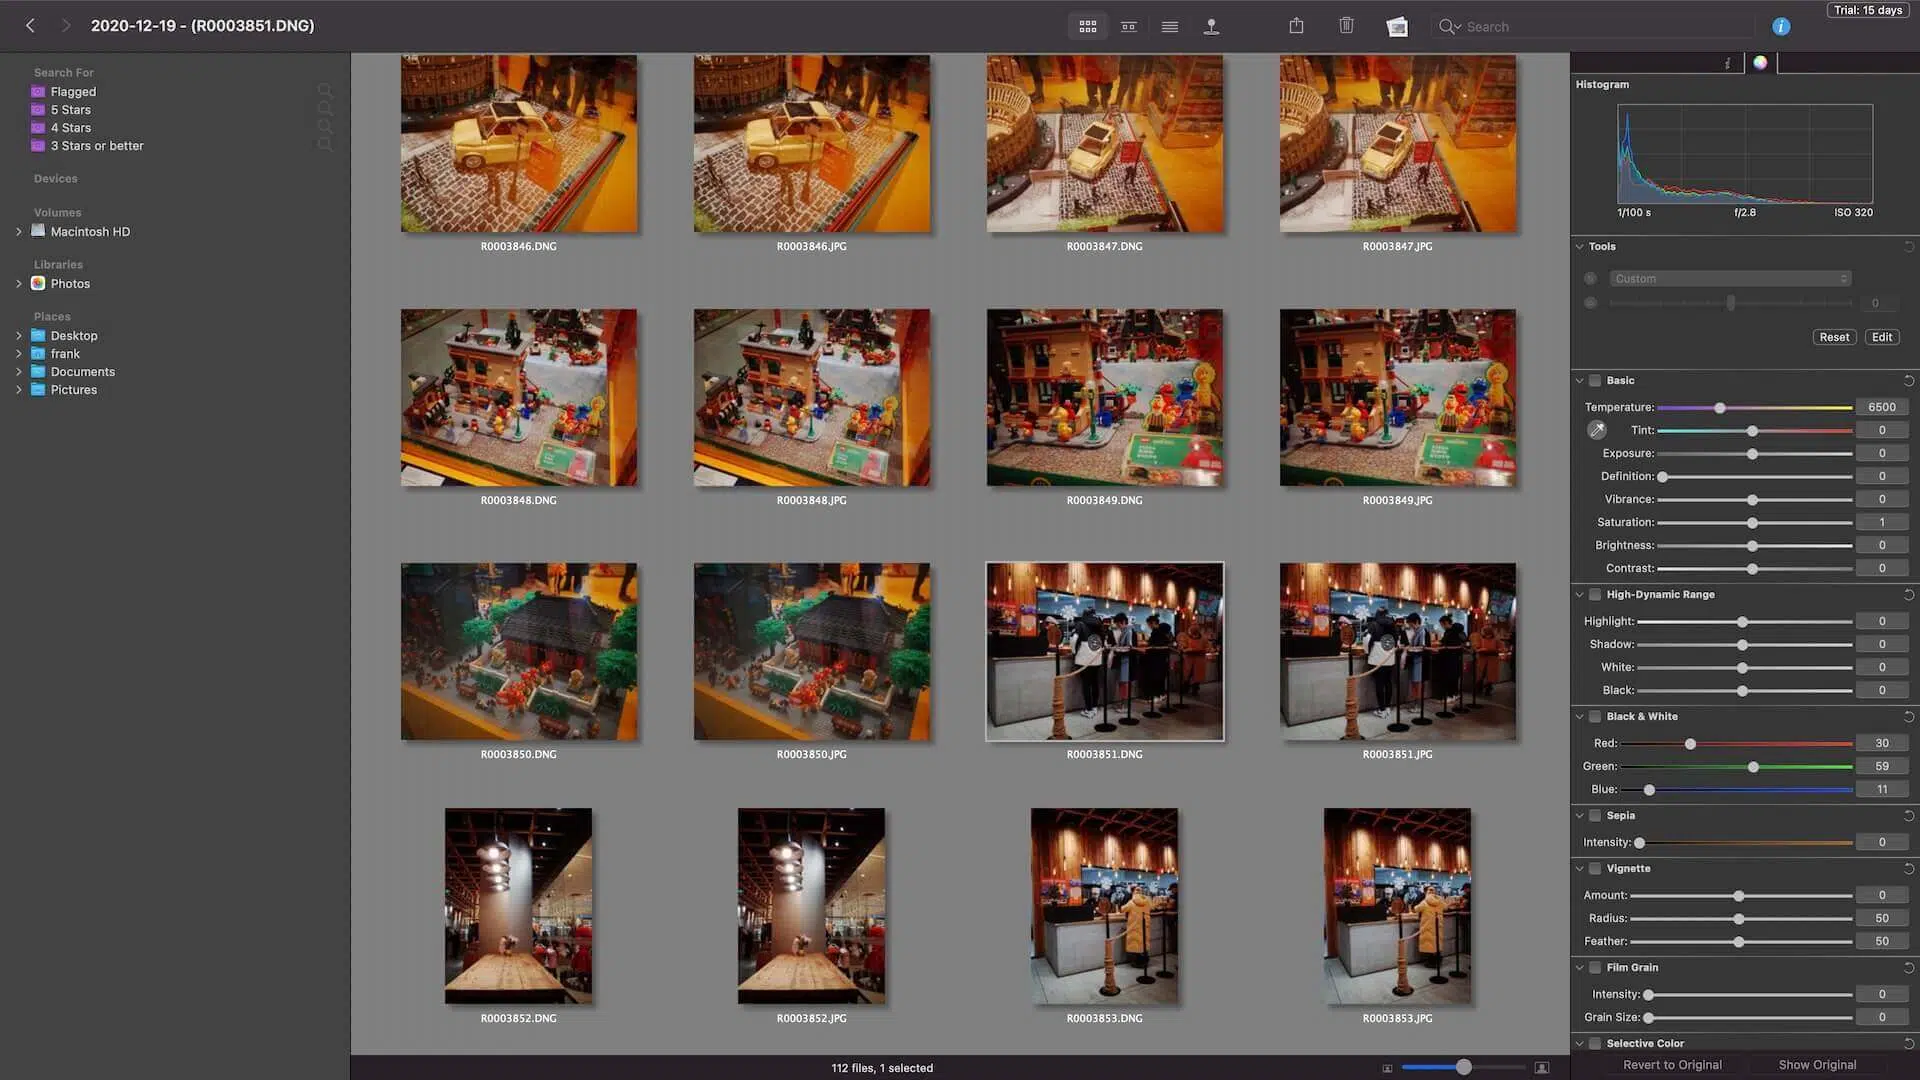 2020-12-19 - (R0003851.DNG)
Search
Trial: 15 days
Search For
Flagged
5 Stars
4 Stars
3 Stars or better
Devices
Volumes
Macintosh HD
Libraries
Photos
Places
Desktop
frank
Documents
Pictures
R0003846.DNG
R0003846.JPG
R0003847.DNG
R0003847.JPG
R0003848.DNG
R0003848.JPG
R0003849.DNG
R0003849.JPG
R0003850.DNG
R0003850.JPG
R0003851.DNG
R0003851.JPG
R0003852.DNG
R0003852.JPG
R0003853.DNG
R0003853.JPG
112 files, 1 selected
Histogram
1/100 s f/2.8 ISO 320
Tools
Custom
0
Reset Edit
Basic
Temperature: 6500
Tint: 0
Exposure: 0
Definition: 0
Vibrance: 0
Saturation: 1
Brightness: 0
Contrast: 0
High-Dynamic Range
Highlight: 0
Shadow: 0
White: 0
Black: 0
Black & White
Red: 30
Green: 59
Blue: 11
Sepia
Intensity: 0
Vignette
Amount: 0
Radius: 50
Feather: 50
Film Grain
Intensity: 0
Grain Size: 0
Selective Color
Revert to Original Show Original